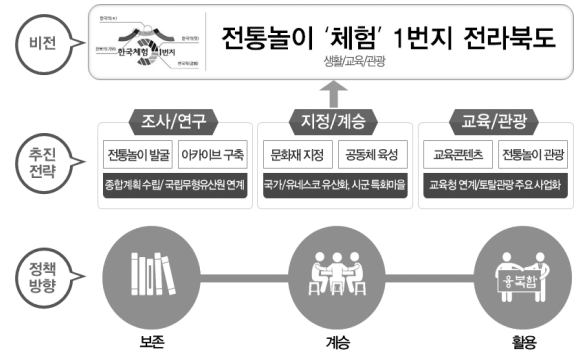 비전
한국체험 1번지
전통놀이 '체험' 1번지 전라북도
생활/교육/관광
추진
전략
조사/연구
전통놀이 발굴
아카이브 구축
종합계획 수립/ 국립무형유산원 연계
지정/계승
문화재 지정
공동체 육성
국가/유네스코 유산화, 시군 특화마을
교육/관광
교육콘텐츠
전통놀이 관광
교육청 연계/토탈관광 주요 사업화
정책
방향
융복합
보존
계승
활용